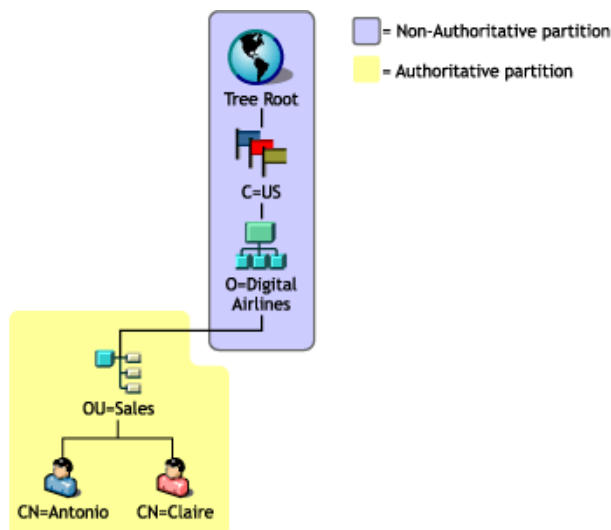 = Non-Authoritative partition
= Authoritative partition
Tree Root
C=US
O=Digital
Airlines
OU=Sales
CN=Antonio
CN=Claire